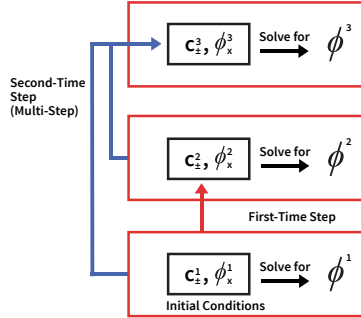 C³±, ϕ³ₓ
Solve for
ϕ³
Second-Time
Step
(Multi-Step)
C²±, ϕ²ₓ
Solve for
ϕ²
First-Time Step
C¹±, ϕ¹ₓ
Solve for
ϕ¹
Initial Conditions